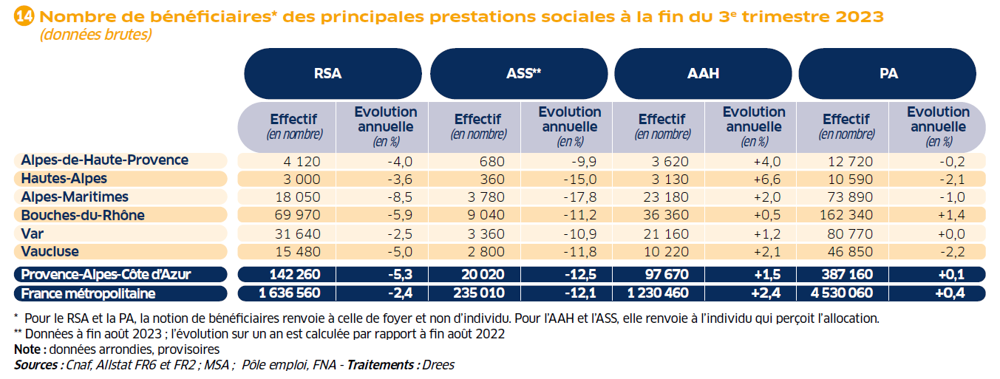 14 Nombre de bénéficiaires* des principales prestations sociales à la fin du 3e trimestre 2023
(données brutes)
RSA ASS** AAH PA
Effectif (en nombre) Evolution annuelle (en %) Effectif (en nombre) Evolution annuelle (en %) Effectif (en nombre) Evolution annuelle (en %) Effectif (en nombre) Evolution annuelle (en %)
Alpes-de-Haute-Provence 4 120 -4,0 680 -9,9 3 620 +4,0 12 720 -0,2
Hautes-Alpes 3 000 -3,6 360 -15,0 3 130 +6,6 10 590 -2,1
Alpes-Maritimes 18 050 -8,5 3 780 -17,8 23 180 +2,0 73 890 -1,0
Bouches-du-Rhône 69 970 -5,9 9 040 -11,2 36 360 +0,5 162 340 +1,4
Var 31 640 -2,5 3 360 -10,9 21 160 +1,2 80 770 +0,0
Vaucluse 15 480 -5,0 2 800 -11,8 10 220 +2,1 46 850 -2,2
Provence-Alpes-Côte d'Azur 142 260 -5,3 20 020 -12,5 97 670 +1,5 387 160 +0,1
France métropolitaine 1 636 560 -2,4 235 010 -12,1 1 230 460 +2,4 4 530 060 +0,4
* Pour le RSA et la PA, la notion de bénéficiaires renvoie à celle de foyer et non d'individu. Pour l'AAH et l'ASS, elle renvoie à l'individu qui perçoit l'allocation.
** Données à fin août 2023 ; l'évolution sur un an est calculée par rapport à fin août 2022
Note : données arrondies, provisoires
Sources : Cnaf, Allstat FR6 et FR2 ; MSA ; Pôle emploi, FNA - Traitements : Drees